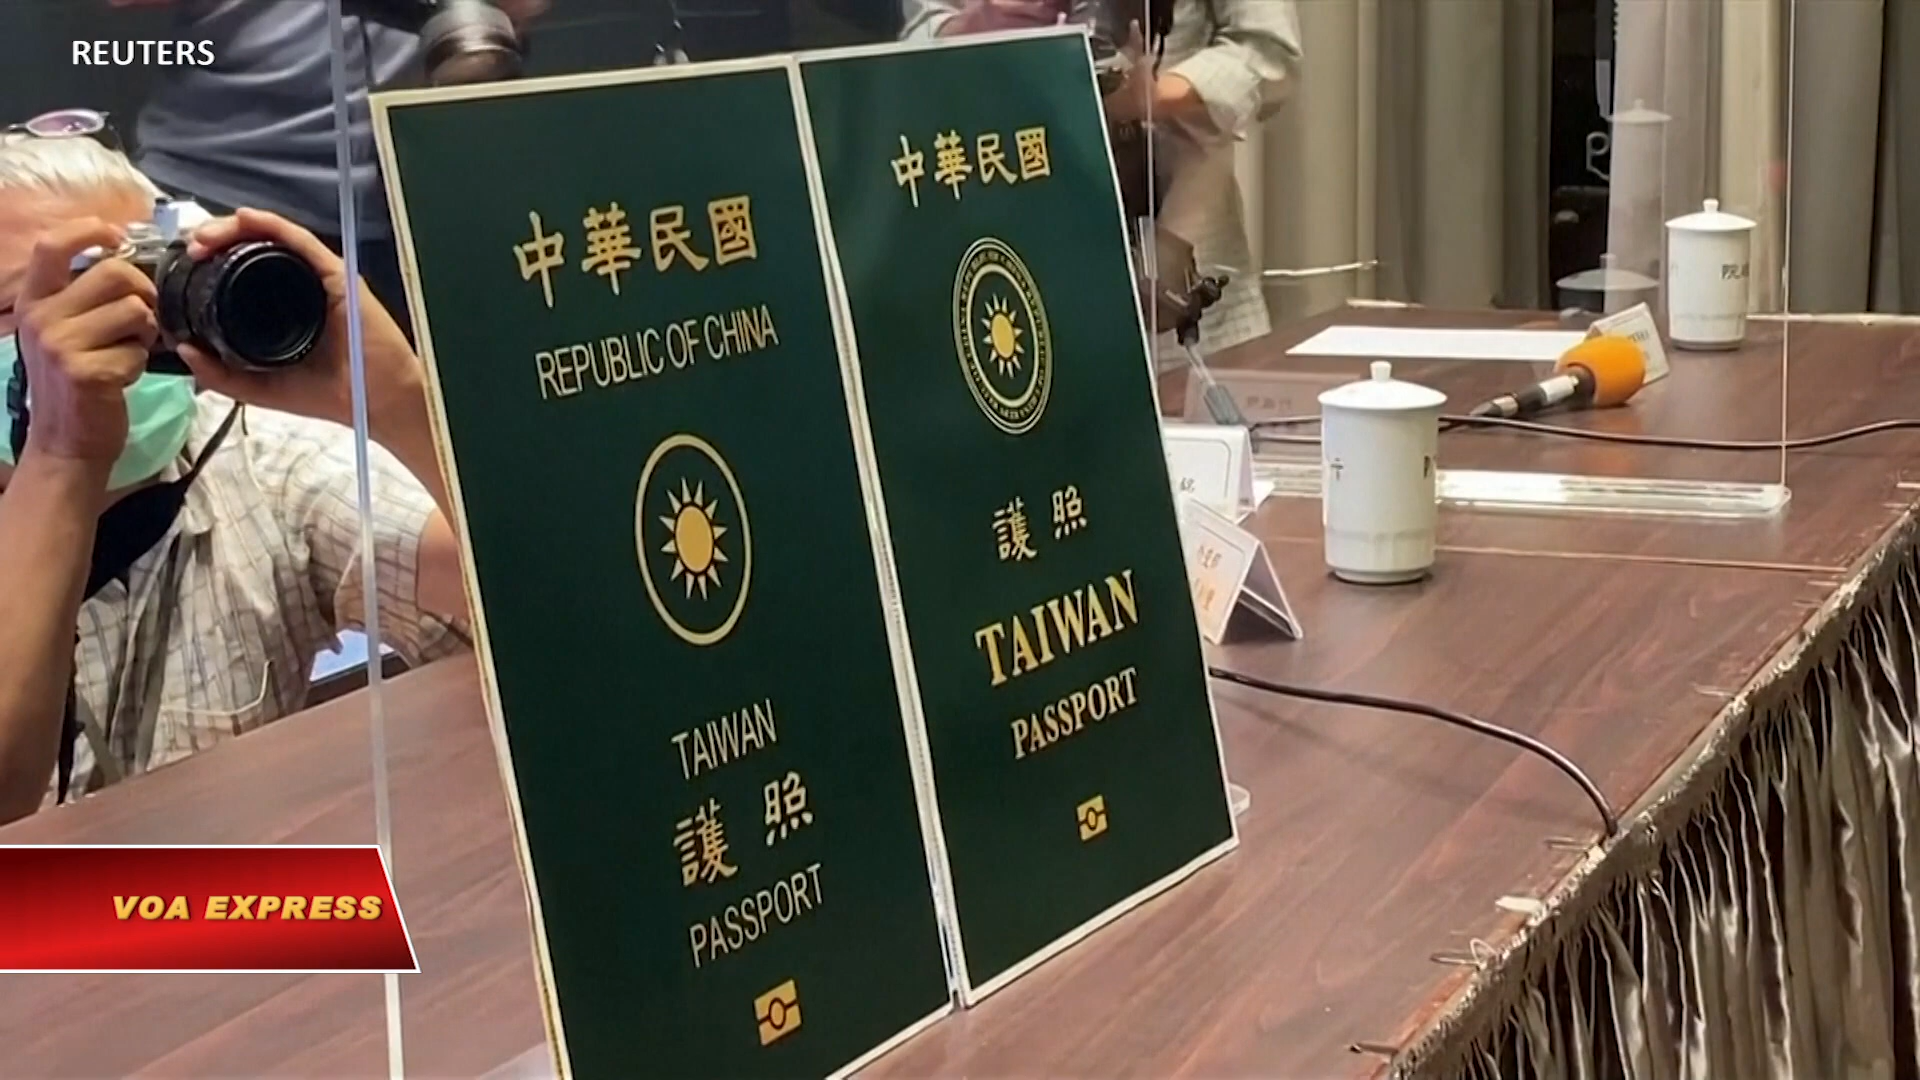 REUTERS
中華民國
REPUBLIC OF CHINA
TAIWAN
護照
PASSPORT
中華民國
護照
TAIWAN
PASSPORT
VOA EXPRESS